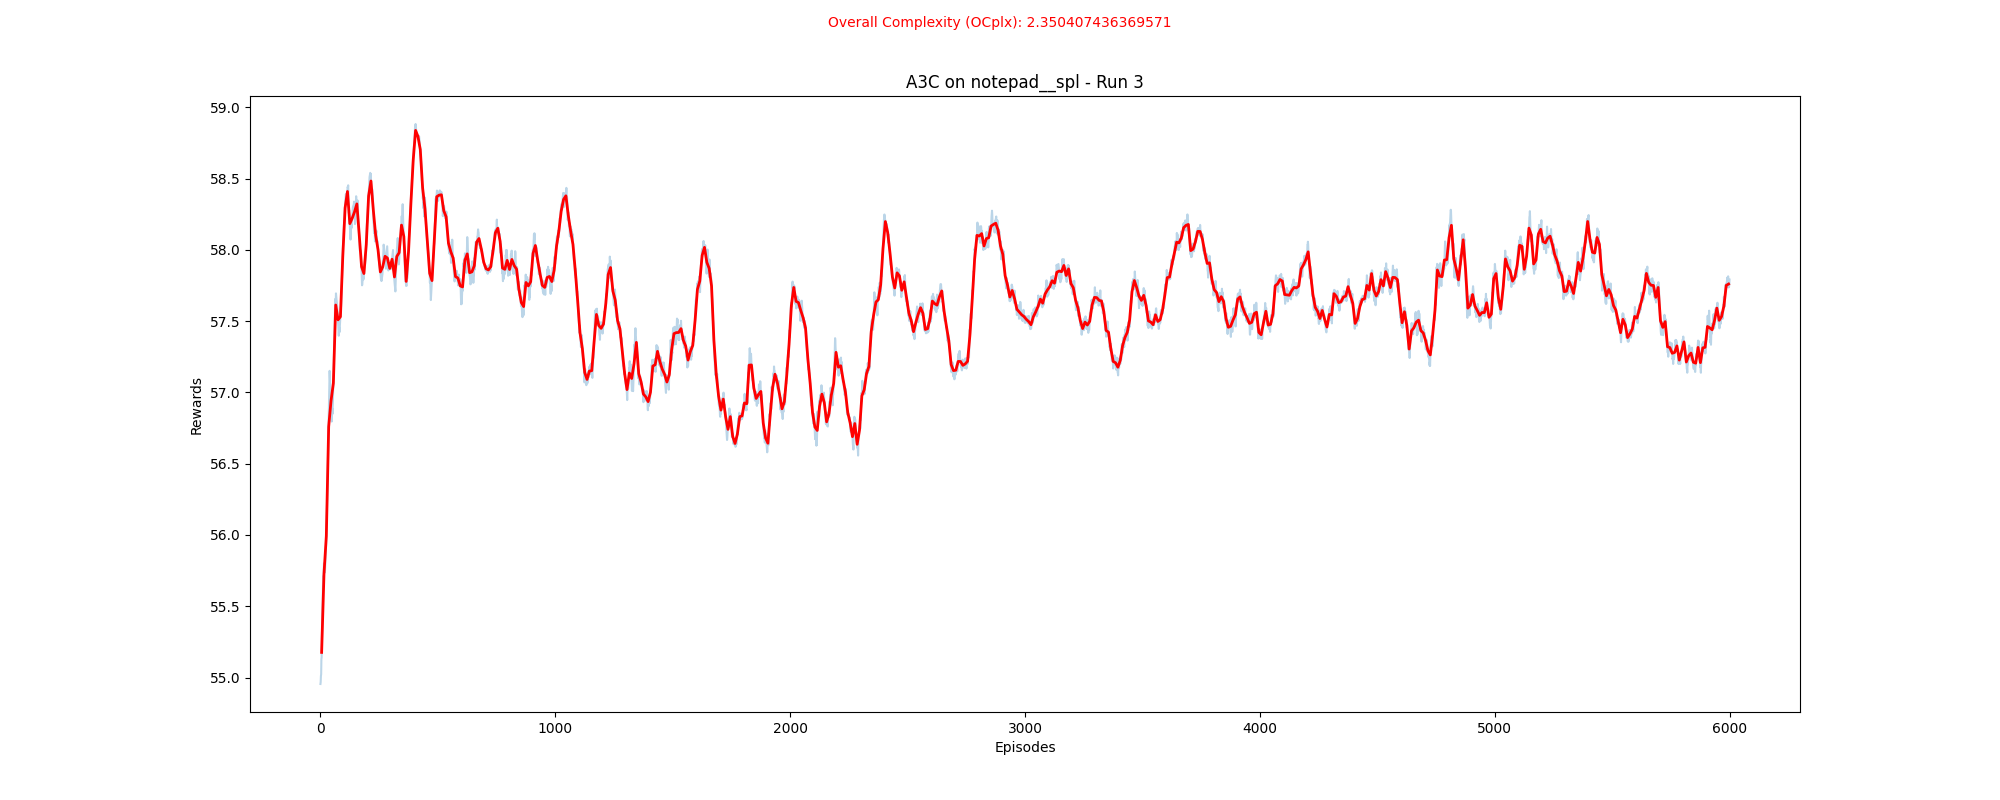 Overall Complexity (OCplx): 2.350407436369571
A3C on notepad__spl - Run 3
59.0
58.5
58.0
57.5
57.0
56.5
56.0
55.5
55.0
Rewards
0 1000 2000 3000 4000 5000 6000
Episodes